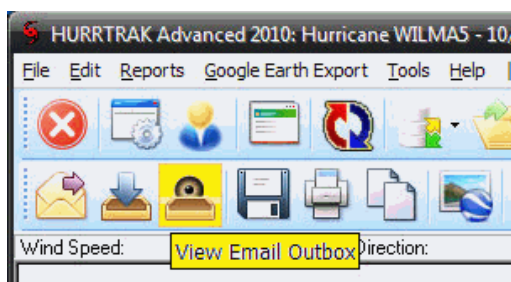 HURRTRAK Advanced 2010: Hurricane WILMA5 - 10/
File Edit Reports Google Earth Export Tools Help
Wind Speed: View Email Outbox Direction: